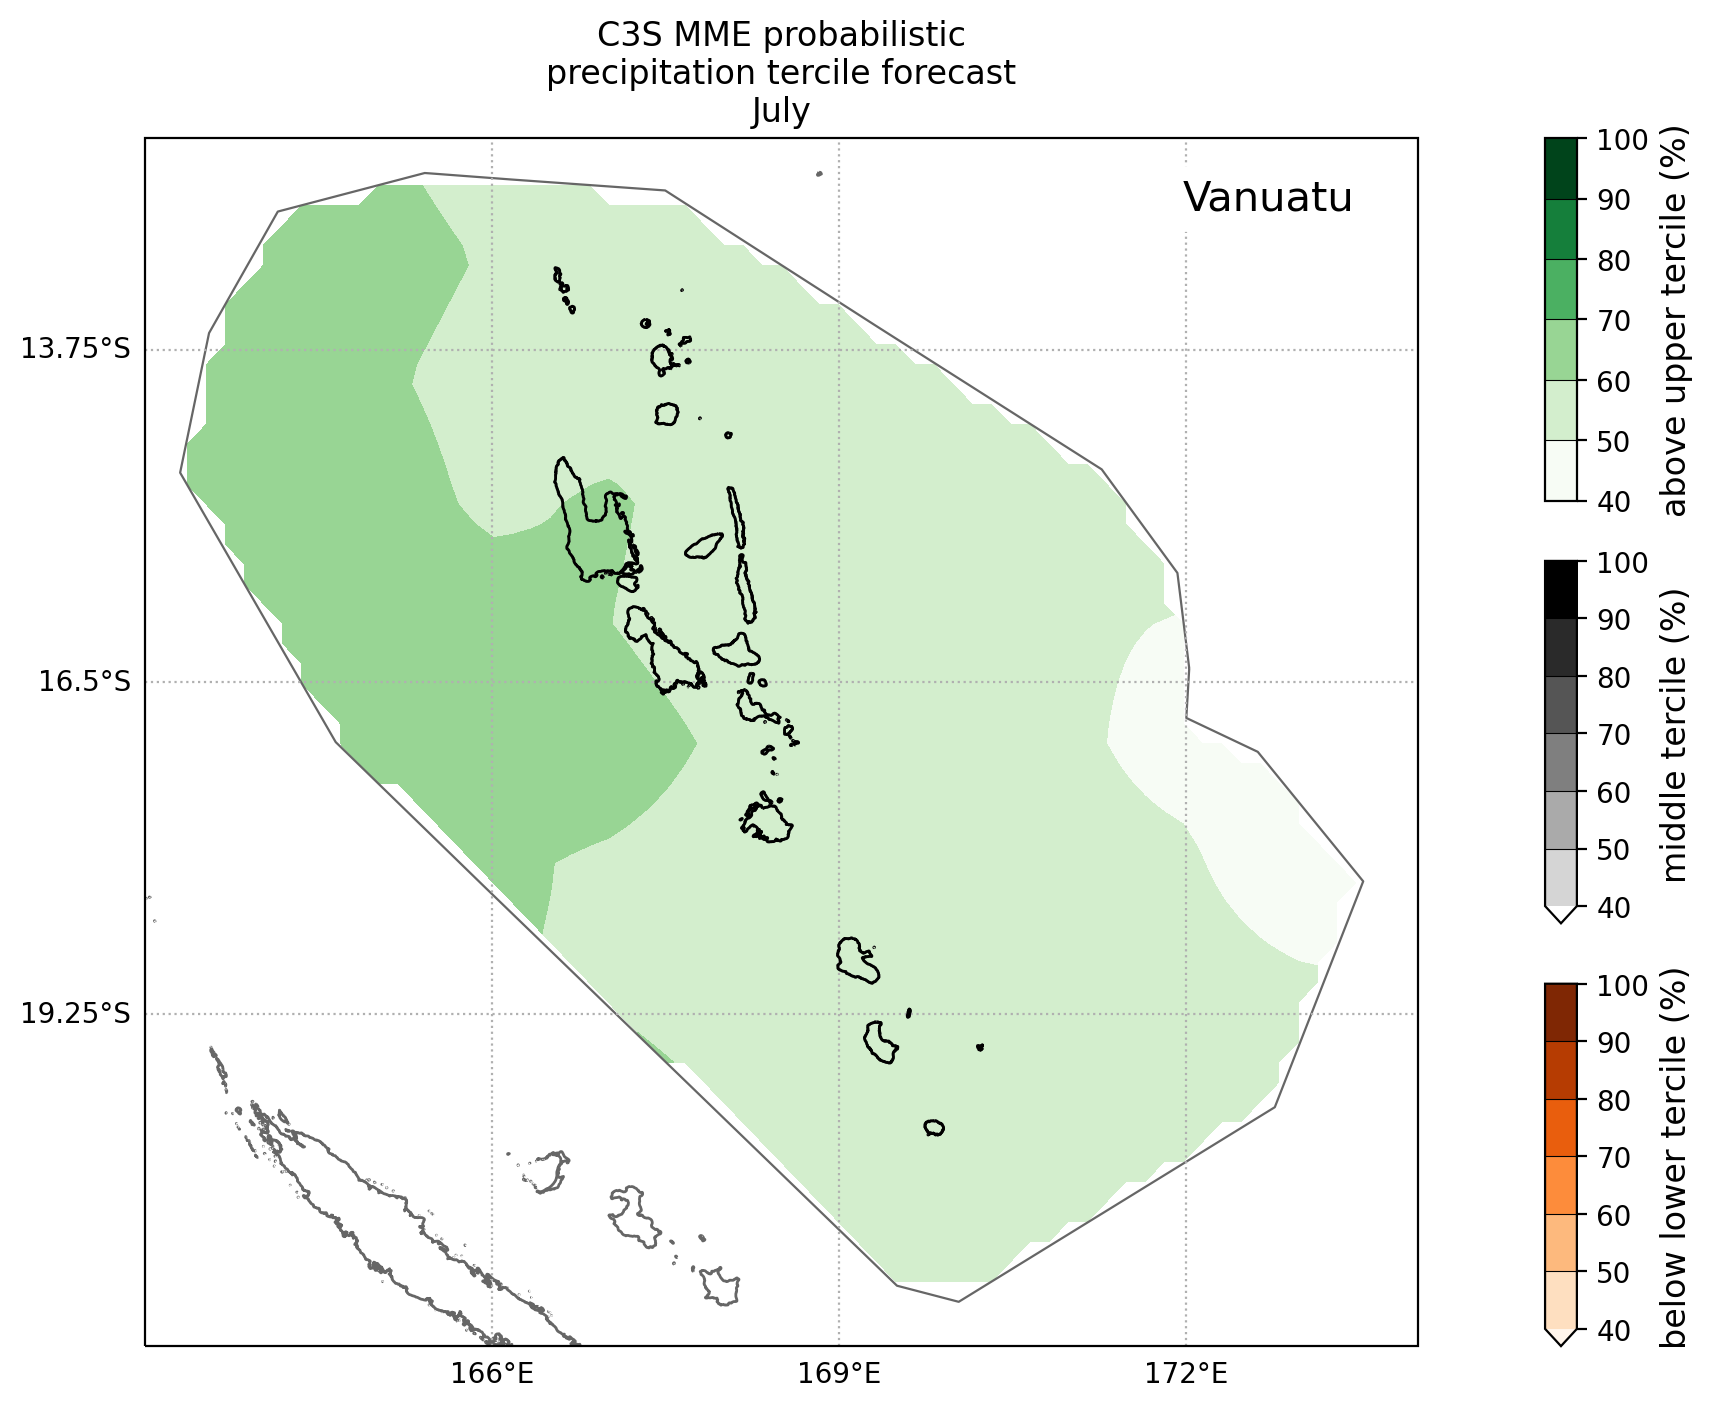 C3S MME probabilistic
precipitation tercile forecast
July
Vanuatu
13.75°S
16.5°S
19.25°S
166°E
169°E
172°E
100
90
80
70
60
50
40
above upper tercile (%)
100
90
80
70
60
50
40
middle tercile (%)
100
90
80
70
60
50
40
below lower tercile (%)